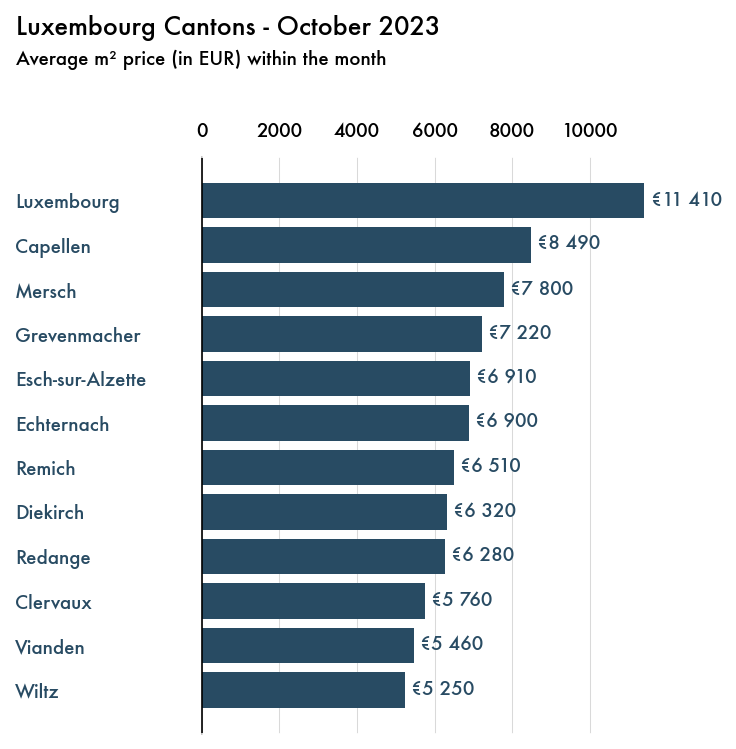 Luxembourg Cantons - October 2023
Average m² price (in EUR) within the month
0 2000 4000 6000 8000 10000
Luxembourg €11 410
Capellen €8 490
Mersch €7 800
Grevenmacher €7 220
Esch-sur-Alzette €6 910
Echternach €6 900
Remich €6 510
Diekirch €6 320
Redange €6 280
Clervaux €5 760
Vianden €5 460
Wiltz €5 250